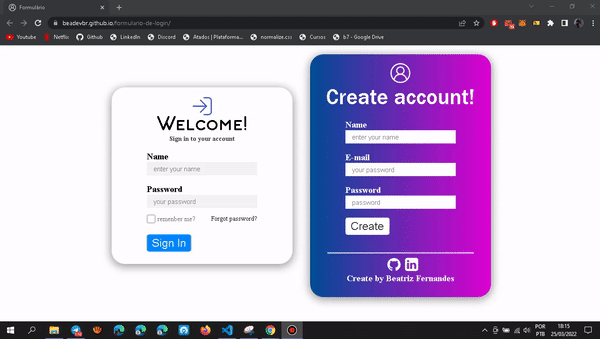 Formulário
beadevbr.github.io/formulario-de-login/
Youtube
Netflix
Github
LinkedIn
Discord
Atados | Plataforma...
normalize.css
Cursos
b7 - Google Drive
WELCOME!
Sign in to your account
Name
enter your name
Password
your password
remenber me?
Forgot password?
Sign In
Create account!
Name
enter your name
E-mail
your password
Password
password
Create
Create by Beatriz Fernandes
POR
PTB
18:15
25/03/2022